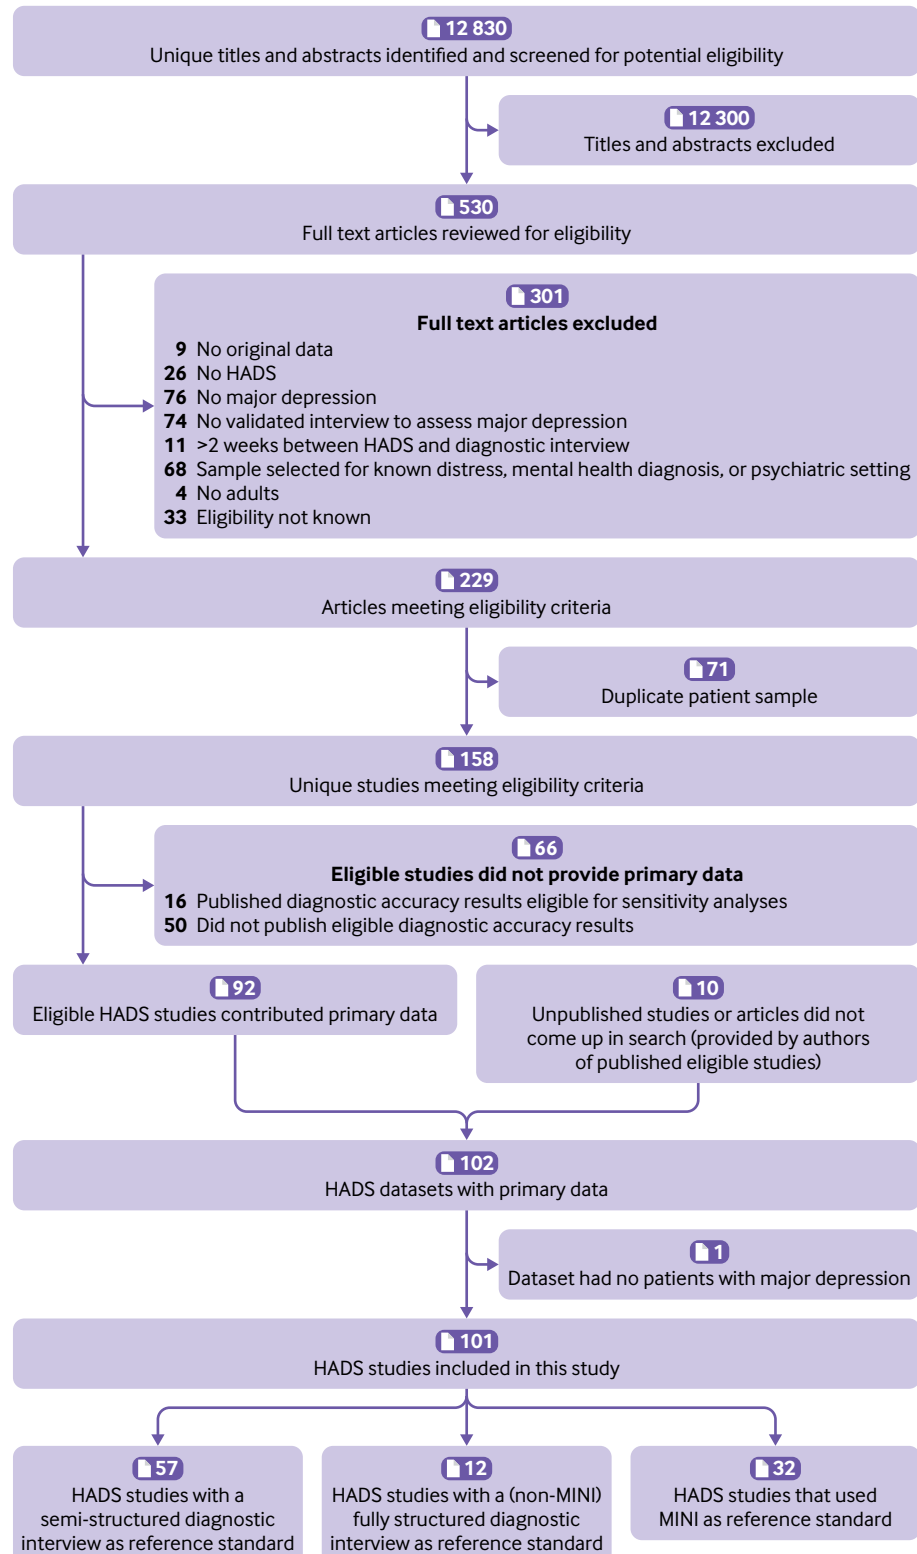 12 830
Unique titles and abstracts identified and screened for potential eligibility
12 300
Titles and abstracts excluded
530
Full text articles reviewed for eligibility
301
Full text articles excluded
9 No original data
26 No HADS
76 No major depression
74 No validated interview to assess major depression
11 >2 weeks between HADS and diagnostic interview
68 Sample selected for known distress, mental health diagnosis, or psychiatric setting
4 No adults
33 Eligibility not known
229
Articles meeting eligibility criteria
71
Duplicate patient sample
158
Unique studies meeting eligibility criteria
66
Eligible studies did not provide primary data
16 Published diagnostic accuracy results eligible for sensitivity analyses
50 Did not publish eligible diagnostic accuracy results
92
Eligible HADS studies contributed primary data
10
Unpublished studies or articles did not
come up in search (provided by authors
of published eligible studies)
102
HADS datasets with primary data
1
Dataset had no patients with major depression
101
HADS studies included in this study
57
HADS studies with a
semi-structured diagnostic
interview as reference standard
12
HADS studies with a (non-MINI)
fully structured diagnostic
interview as reference standard
32
HADS studies that used
MINI as reference standard